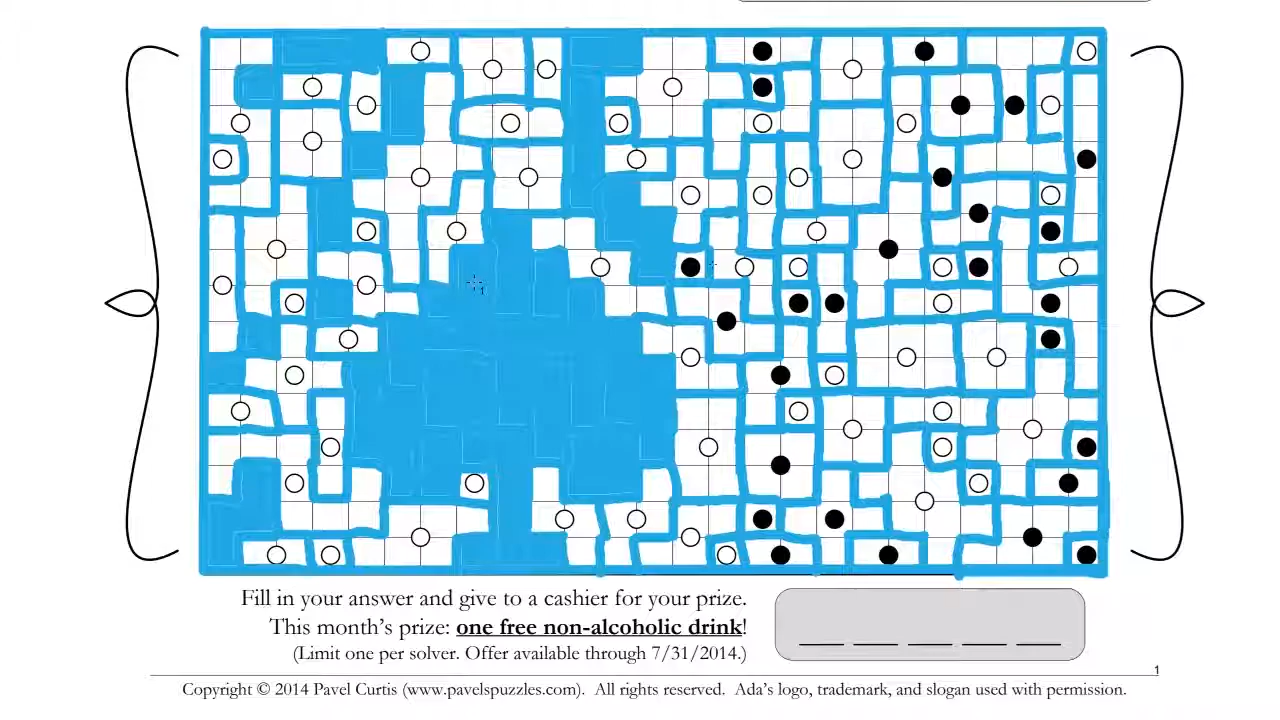 Fill in your answer and give to a cashier for your prize.
This month's prize: one free non-alcoholic drink!
(Limit one per solver. Offer available through 7/31/2014.)
1
Copyright © 2014 Pavel Curtis (www.pavelspuzzles.com). All rights reserved. Ada's logo, trademark, and slogan used with permission.